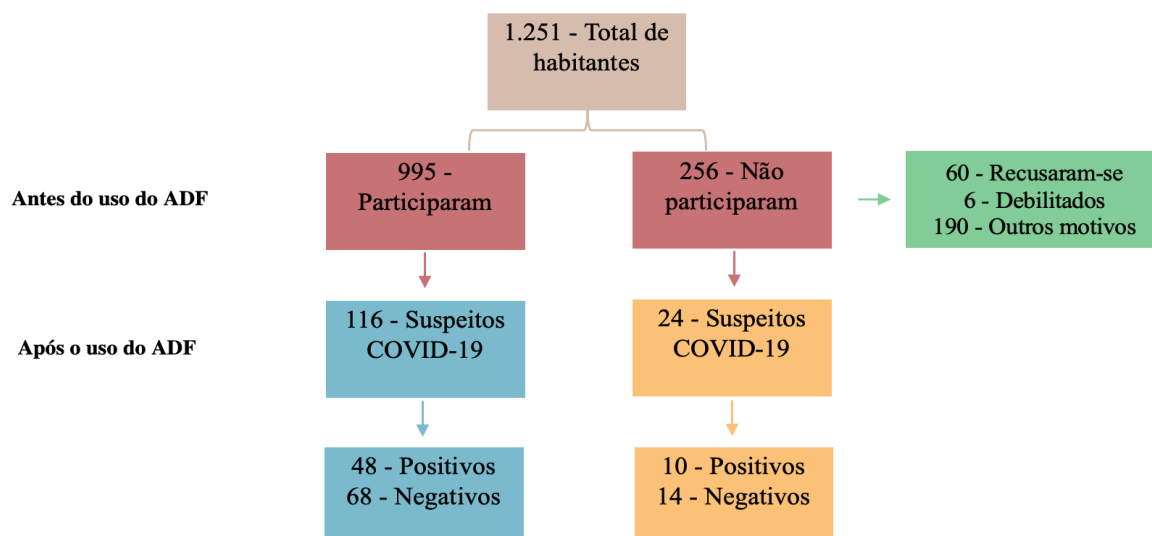 1.251 - Total de
habitantes
Antes do uso do ADF
995 -
Participaram
256 - Não
participaram
60 - Recusaram-se
6 - Debilitados
190 - Outros motivos
Após o uso do ADF
116 - Suspeitos
COVID-19
24 - Suspeitos
COVID-19
48 - Positivos
68 - Negativos
10 - Positivos
14 - Negativos